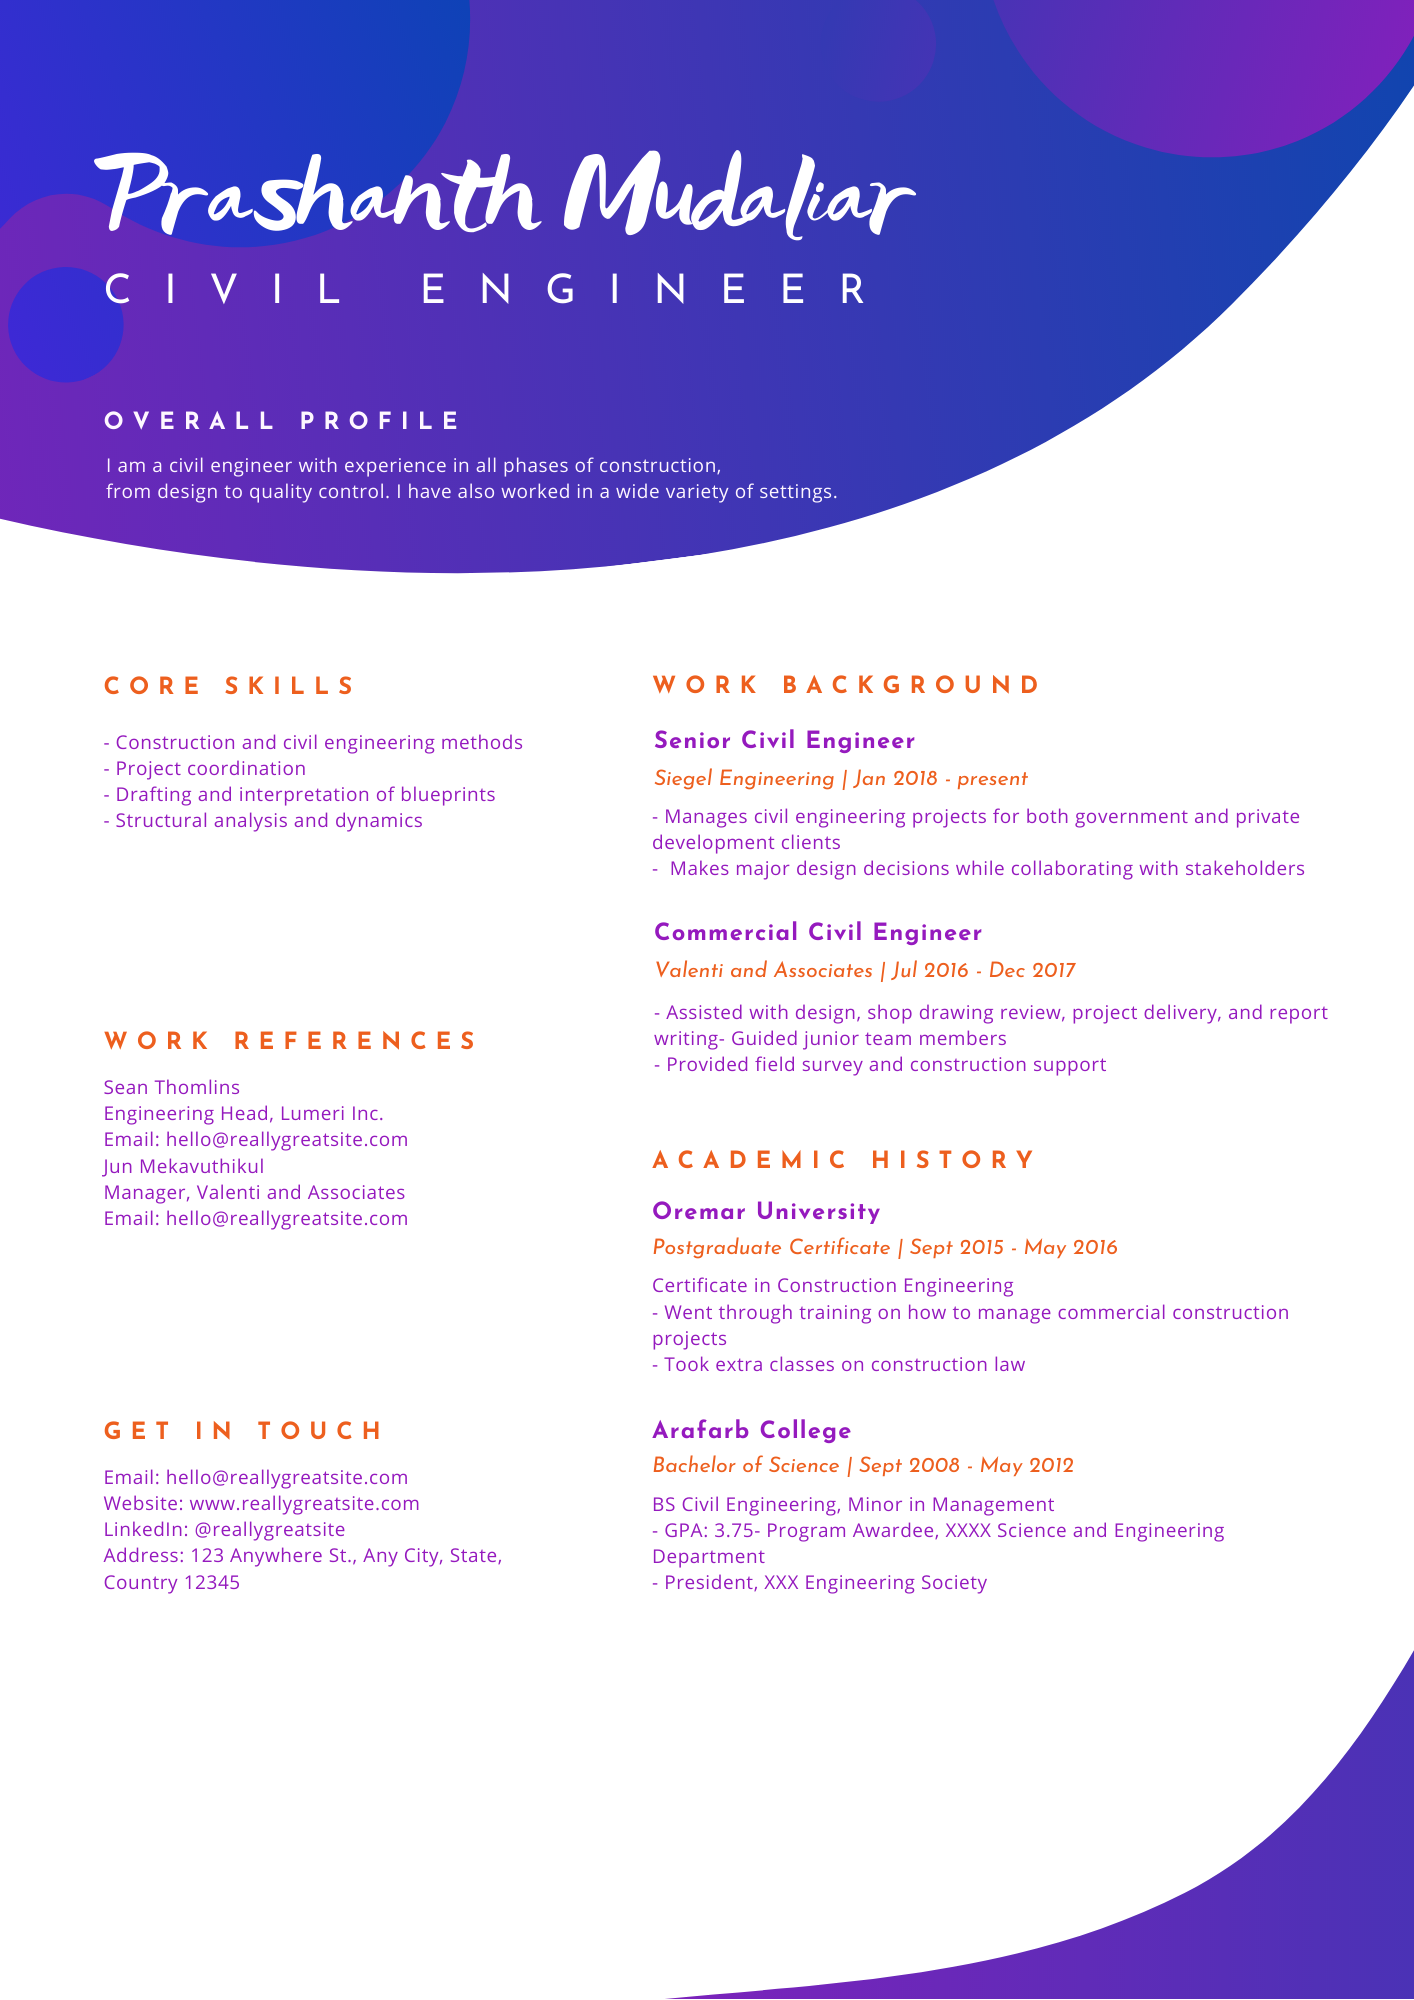 Prashanth Mudaliar
CIVIL ENGINEER
OVERALL PROFILE
I am a civil engineer with experience in all phases of construction,
from design to quality control. I have also worked in a wide variety of settings.
CORE SKILLS
- Construction and civil engineering methods
- Project coordination
- Drafting and interpretation of blueprints
- Structural analysis and dynamics
WORK REFERENCES
Sean Thomlins
Engineering Head, Lumeri Inc.
Email: hello@reallygreatsite.com
Jun Mekavuthikul
Manager, Valenti and Associates
Email: hello@reallygreatsite.com
GET IN TOUCH
Email: hello@reallygreatsite.com
Website: www.reallygreatsite.com
LinkedIn: @reallygreatsite
Address: 123 Anywhere St., Any City, State,
Country 12345
WORK BACKGROUND
Senior Civil Engineer
Siegel Engineering | Jan 2018 - present
- Manages civil engineering projects for both government and private
development clients
-  Makes major design decisions while collaborating with stakeholders
Commercial Civil Engineer
Valenti and Associates | Jul 2016 - Dec 2017
- Assisted with design, shop drawing review, project delivery, and report
writing- Guided junior team members
- Provided field survey and construction support
ACADEMIC HISTORY
Oremar University
Postgraduate Certificate | Sept 2015 - May 2016
Certificate in Construction Engineering
- Went through training on how to manage commercial construction
projects
- Took extra classes on construction law
Arafarb College
Bachelor of Science | Sept 2008 - May 2012
BS Civil Engineering, Minor in Management
- GPA: 3.75- Program Awardee, XXXX Science and Engineering
Department
- President, XXX Engineering Society